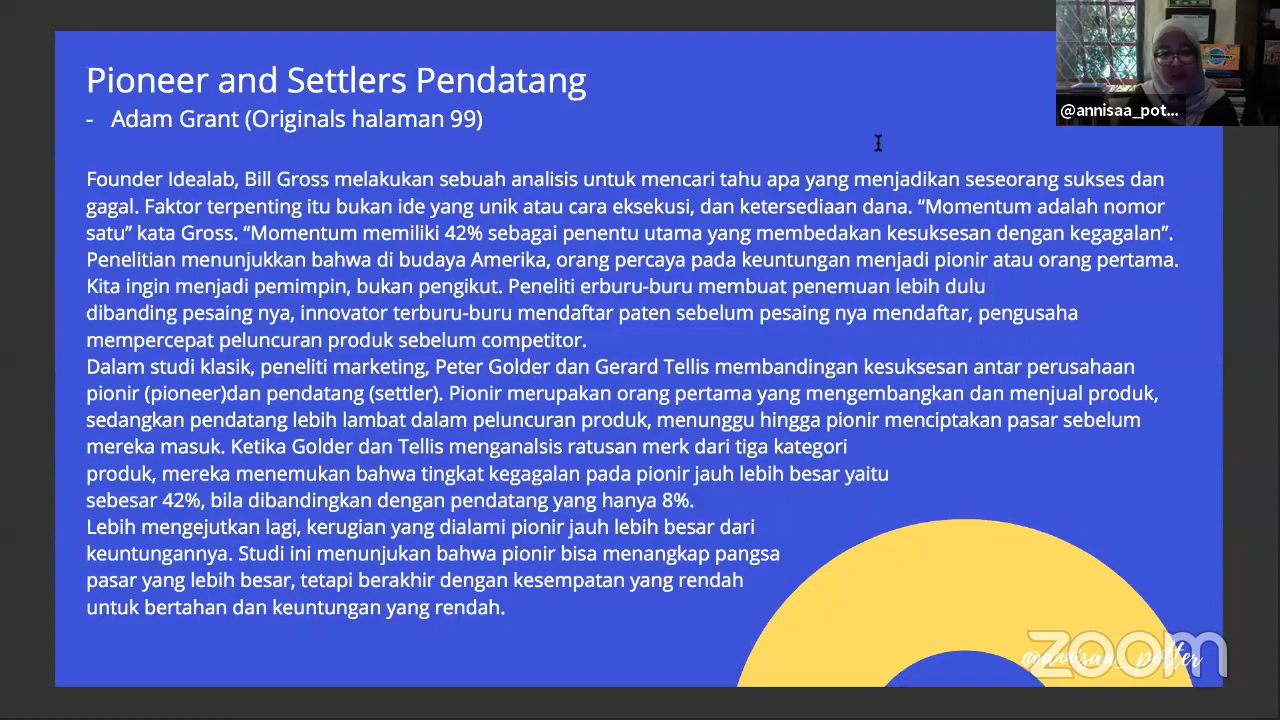 Pioneer and Settlers Pendatang
- Adam Grant (Originals halaman 99)
@annisaa_pot...
Founder Idealab, Bill Gross melakukan sebuah analisis untuk mencari tahu apa yang menjadikan seseorang sukses dan
gagal. Faktor terpenting itu bukan ide yang unik atau cara eksekusi, dan ketersediaan dana. “Momentum adalah nomor
satu” kata Gross. “Momentum memiliki 42% sebagai penentu utama yang membedakan kesuksesan dengan kegagalan”.
Penelitian menunjukkan bahwa di budaya Amerika, orang percaya pada keuntungan menjadi pionir atau orang pertama.
Kita ingin menjadi pemimpin, bukan pengikut. Peneliti erburu-buru membuat penemuan lebih dulu
dibanding pesaing nya, innovator terburu-buru mendaftar paten sebelum pesaing nya mendaftar, pengusaha
mempercepat peluncuran produk sebelum competitor.
Dalam studi klasik, peneliti marketing, Peter Golder dan Gerard Tellis membandingan kesuksesan antar perusahaan
pionir (pioneer)dan pendatang (settler). Pionir merupakan orang pertama yang mengembangkan dan menjual produk,
sedangkan pendatang lebih lambat dalam peluncuran produk, menunggu hingga pionir menciptakan pasar sebelum
mereka masuk. Ketika Golder dan Tellis menganalsis ratusan merk dari tiga kategori
produk, mereka menemukan bahwa tingkat kegagalan pada pionir jauh lebih besar yaitu
sebesar 42%, bila dibandingkan dengan pendatang yang hanya 8%.
Lebih mengejutkan lagi, kerugian yang dialami pionir jauh lebih besar dari
keuntungannya. Studi ini menunjukan bahwa pionir bisa menangkap pangsa
pasar yang lebih besar, tetapi berakhir dengan kesempatan yang rendah
untuk bertahan dan keuntungan yang rendah.
@annisaa_potter
zoom